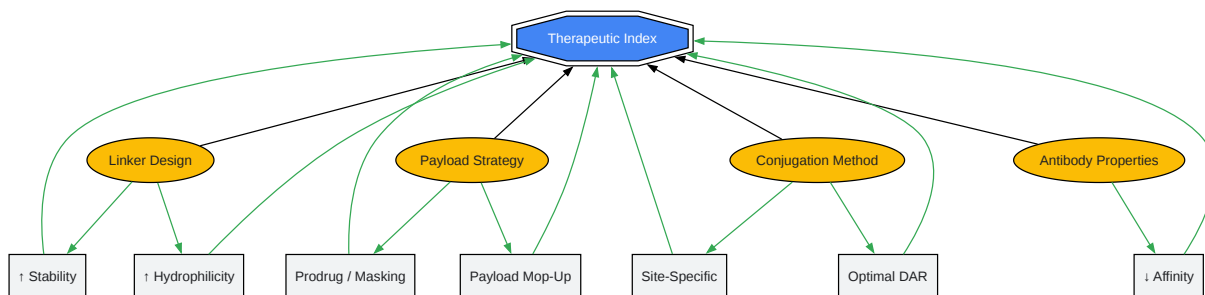 Therapeutic Index
Linker Design
Payload Strategy
Conjugation Method
Antibody Properties
↑ Stability
↑ Hydrophilicity
Prodrug / Masking
Payload Mop-Up
Site-Specific
Optimal DAR
↓ Affinity